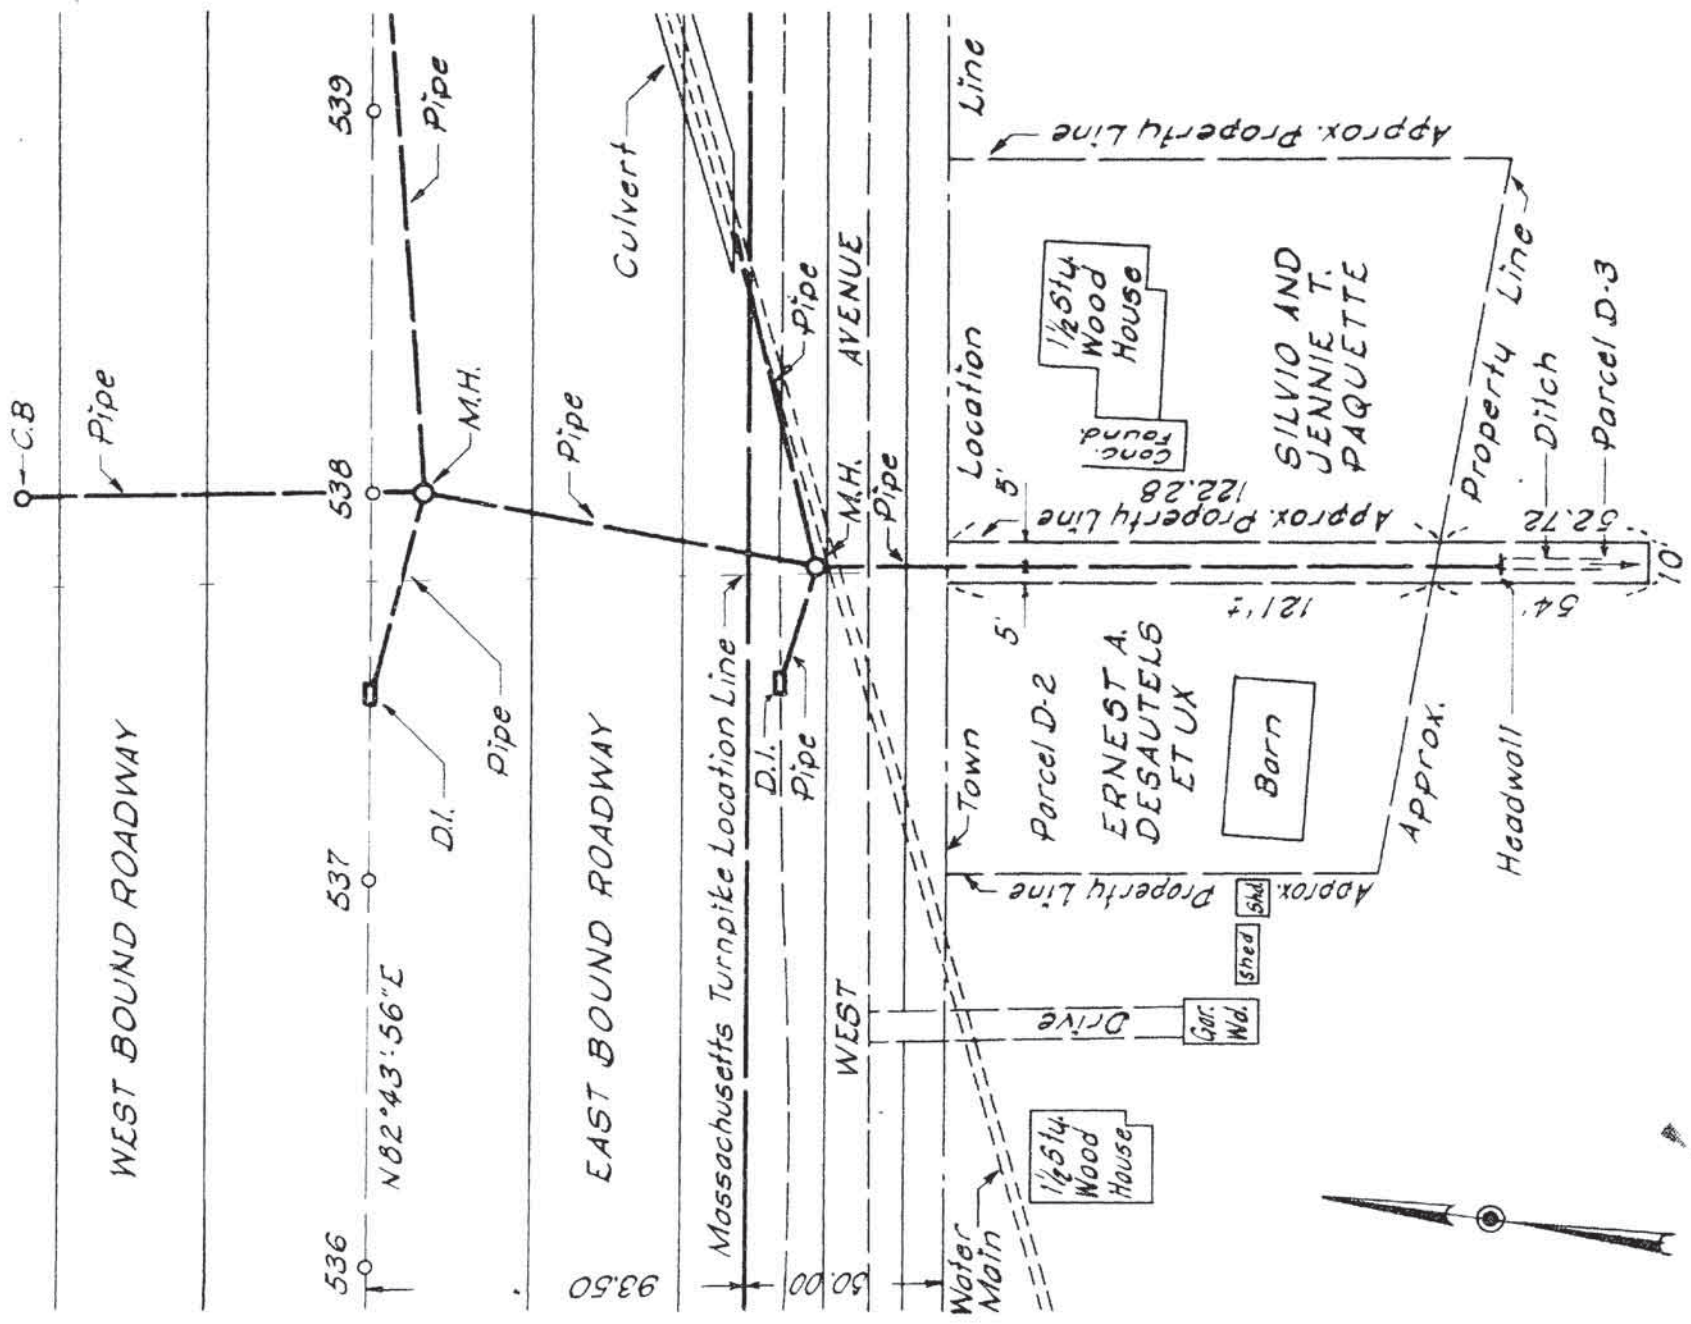 C.B
WEST BOUND ROADWAY
Pipe
536
537
538
539
N82°43'56"E
M.H.
Pipe
D.I.
Pipe
Pipe
EAST BOUND ROADWAY
Culvert
93.50
Massachusetts Turnpike Location Line
D.I.
Pipe
Pipe
50.00
WEST
M.H.
AVENUE
Pipe
Water
Main
Town
Location
Line
5'
5'
Drive
Approx. Property Line
Approx. Property Line
122.28
Approx. Property Line
121'±
1½ Sty.
Wood
House
Gar.
Wd.
Shed
Shd
Parcel D-2
ERNEST A.
DESAUTELS
ET UX
Barn
Conc.
Found.
1½ Sty.
Wood
House
SILVIO AND
JENNIE T.
PAQUETTE
Approx.
Property Line
Headwall
54'
52.72
10'
Ditch
Parcel D-3